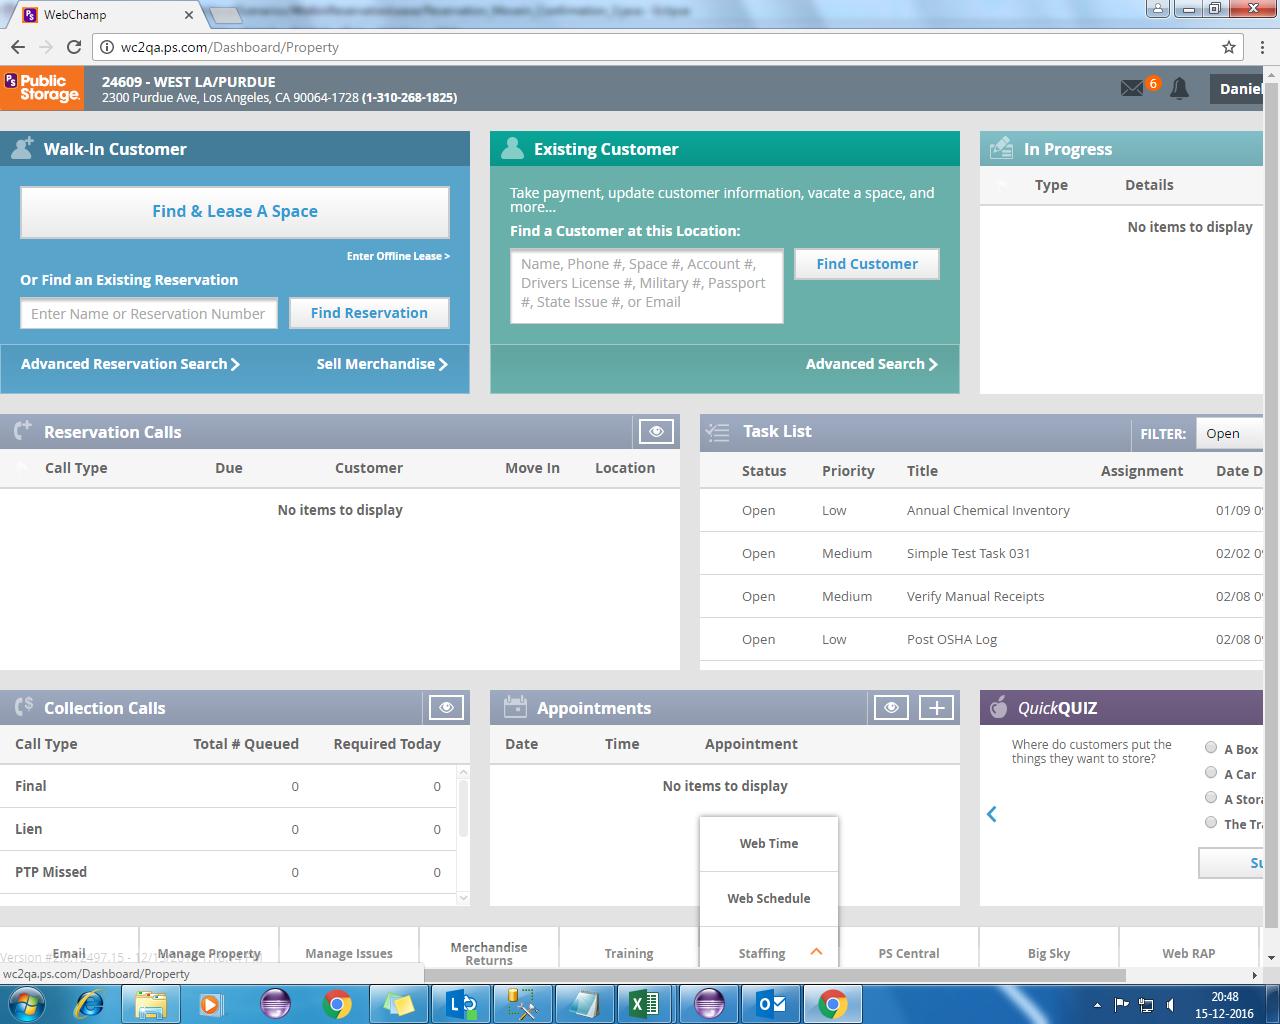 WebChamp
wc2qa.ps.com/Dashboard/Property
PS
Public
Storage
24609 - WEST LA/PURDUE
2300 Purdue Ave, Los Angeles, CA 90064-1728 (1-310-268-1825)
6
Daniel
Walk-In Customer
Find & Lease A Space
Enter Offline Lease >
Or Find an Existing Reservation
Enter Name or Reservation Number
Find Reservation
Advanced Reservation Search
Sell Merchandise
Existing Customer
Take payment, update customer information, vacate a space, and
more...
Find a Customer at this Location:
Name, Phone #, Space #, Account #,
Drivers License #, Military #, Passport
#, State Issue #, or Email
Find Customer
Advanced Search
In Progress
Type Details
No items to display
Reservation Calls
Call Type Due Customer Move In Location
No items to display
Task List
FILTER: Open
Status Priority Title Assignment Date D
Open Low Annual Chemical Inventory 01/09 0
Open Medium Simple Test Task 031 02/02 0
Open Medium Verify Manual Receipts 02/08 0
Open Low Post OSHA Log 02/08 0
Collection Calls
Call Type Total # Queued Required Today
Final 0 0
Lien 0 0
PTP Missed 0 0
Appointments
Date Time Appointment
No items to display
QuickQUIZ
Where do customers put the
things they want to store?
A Box
A Car
A Stora
The Tra
Su
Web Time
Web Schedule
Email
Manage Property
Manage Issues
Merchandise
Returns
Training
Staffing
PS Central
Big Sky
Web RAP
wc2qa.ps.com/Dashboard/Property
20:48
15-12-2016